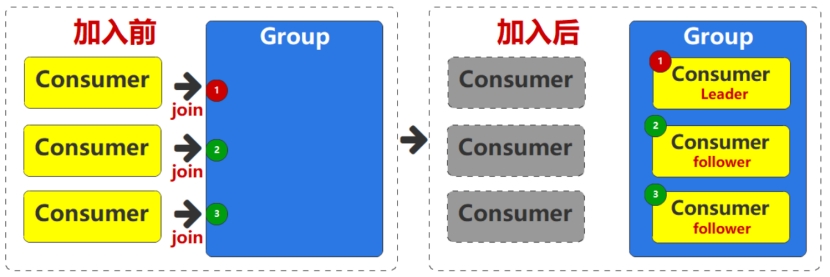 加入前
Group
Consumer
join
1
Consumer
join
2
Consumer
join
3
加入后
Group
Consumer
Consumer
Consumer
1
Consumer
Leader
2
Consumer
follower
3
Consumer
follower